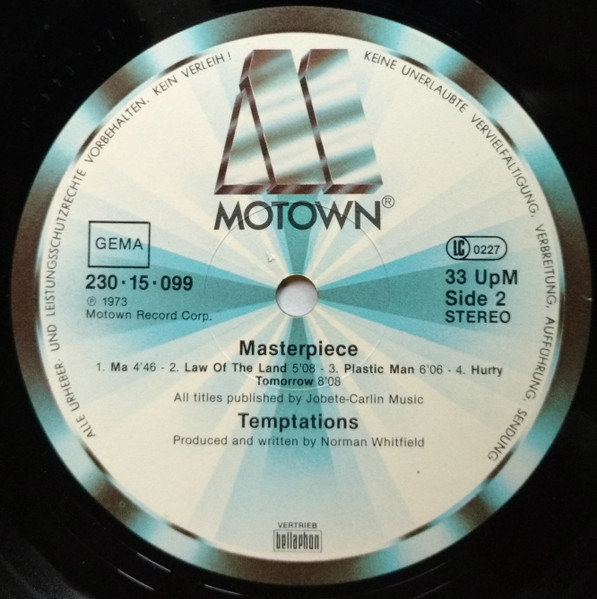 ALLE URHEBER- UND LEISTUNGSSCHUTZRECHTE VORBEHALTEN. KEIN VERLEIH! KEINE UNERLAUBTE VERVIELFÄLTIGUNG, VERBREITUNG, AUFFÜHRUNG, SENDUNG
MOTOWN®
GEMA
LC 0227
230·15·099
33 UpM
℗ 1973
Side 2
Motown Record Corp.
STEREO
Masterpiece
1. Ma 4'46 - 2. Law Of The Land 5'08 - 3. Plastic Man 6'06 - 4. Hurry
Tomorrow 8'08
All titles published by Jobete-Carlin Music
Temptations
Produced and written by Norman Whitfield
VERTRIEB
bellaphon